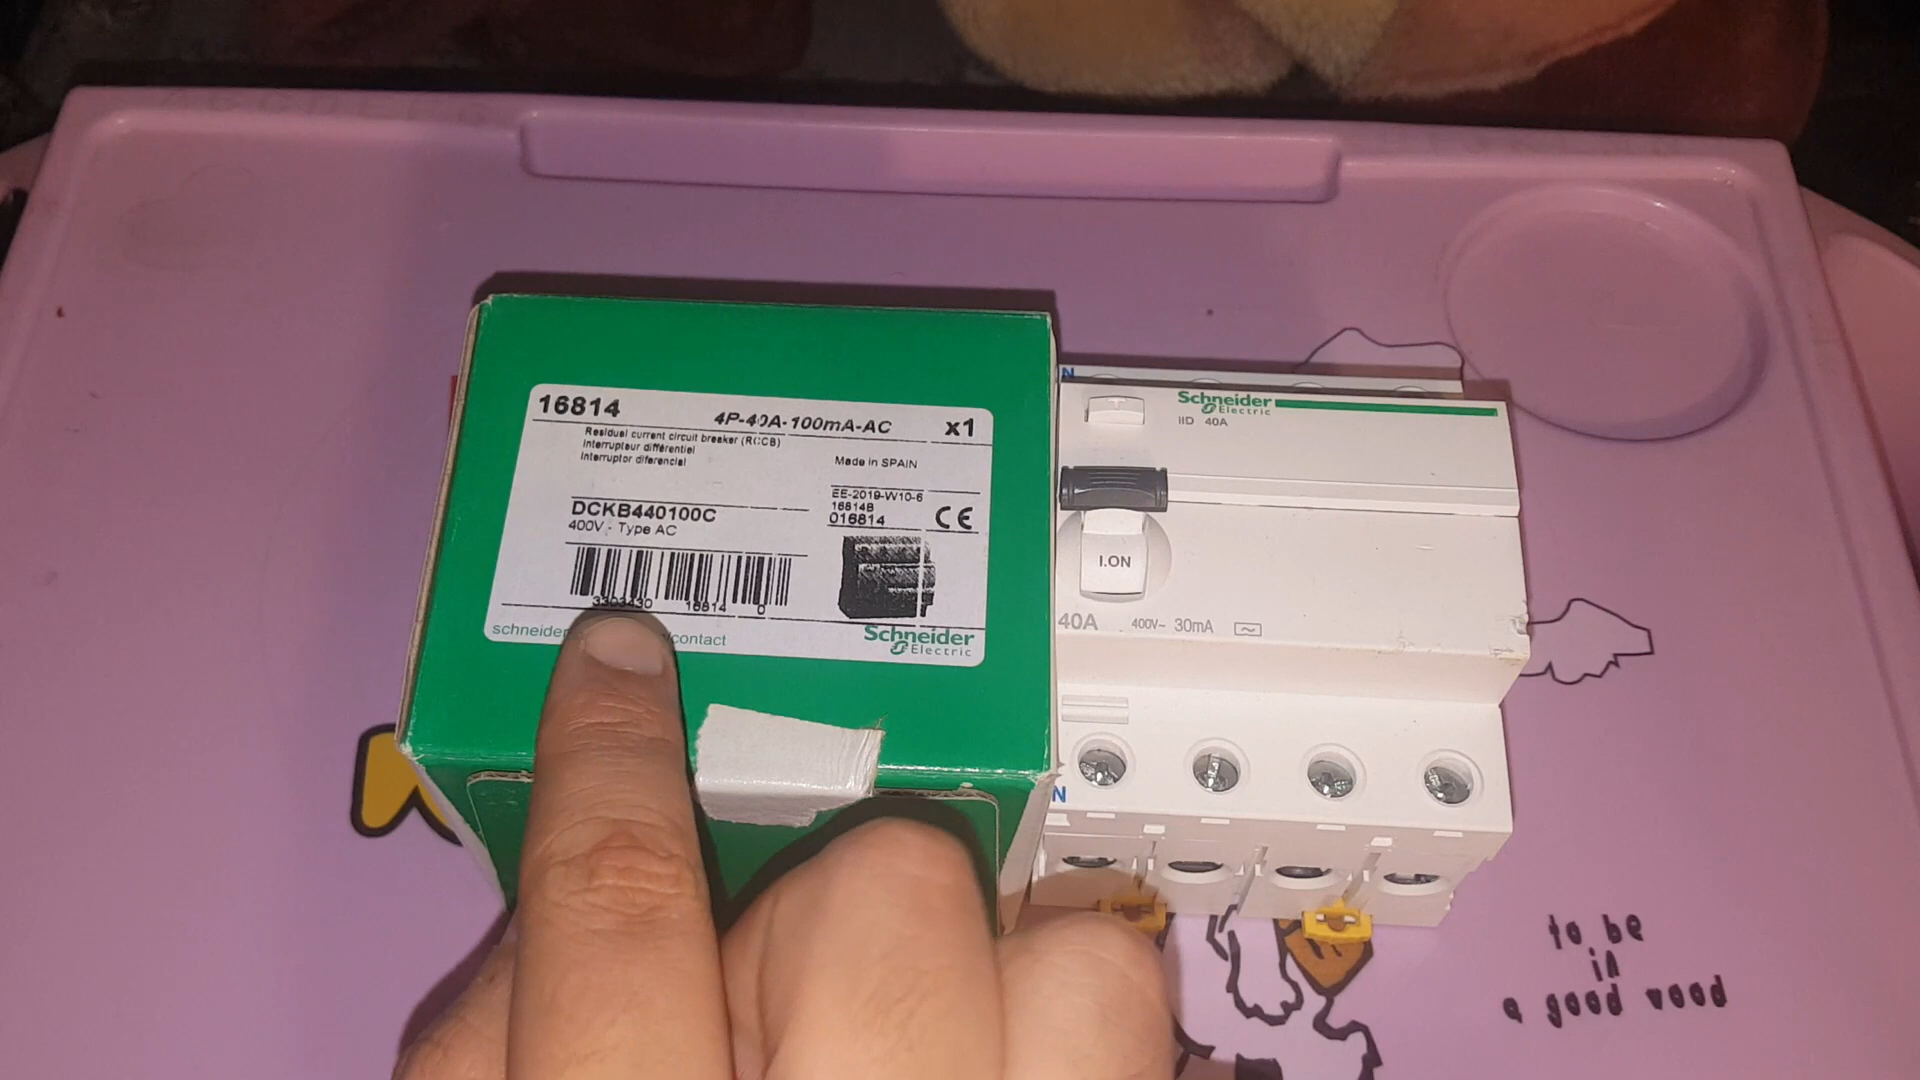 16814
4P-40A-100mA-AC
x1
Residual current circuit breaker (RCCB)
Interrupteur différentiel
Interruptor diferencial
Made in SPAIN
DCKB440100C
400V - Type AC
EE-2019-W10-6
16814B
016814
CE
3303430 16814 0
schneider
/contact
Schneider
Electric
N
Schneider
Electric
IID 40A
I.ON
40A 400V~ 30mA
N
to be
in
a good mood